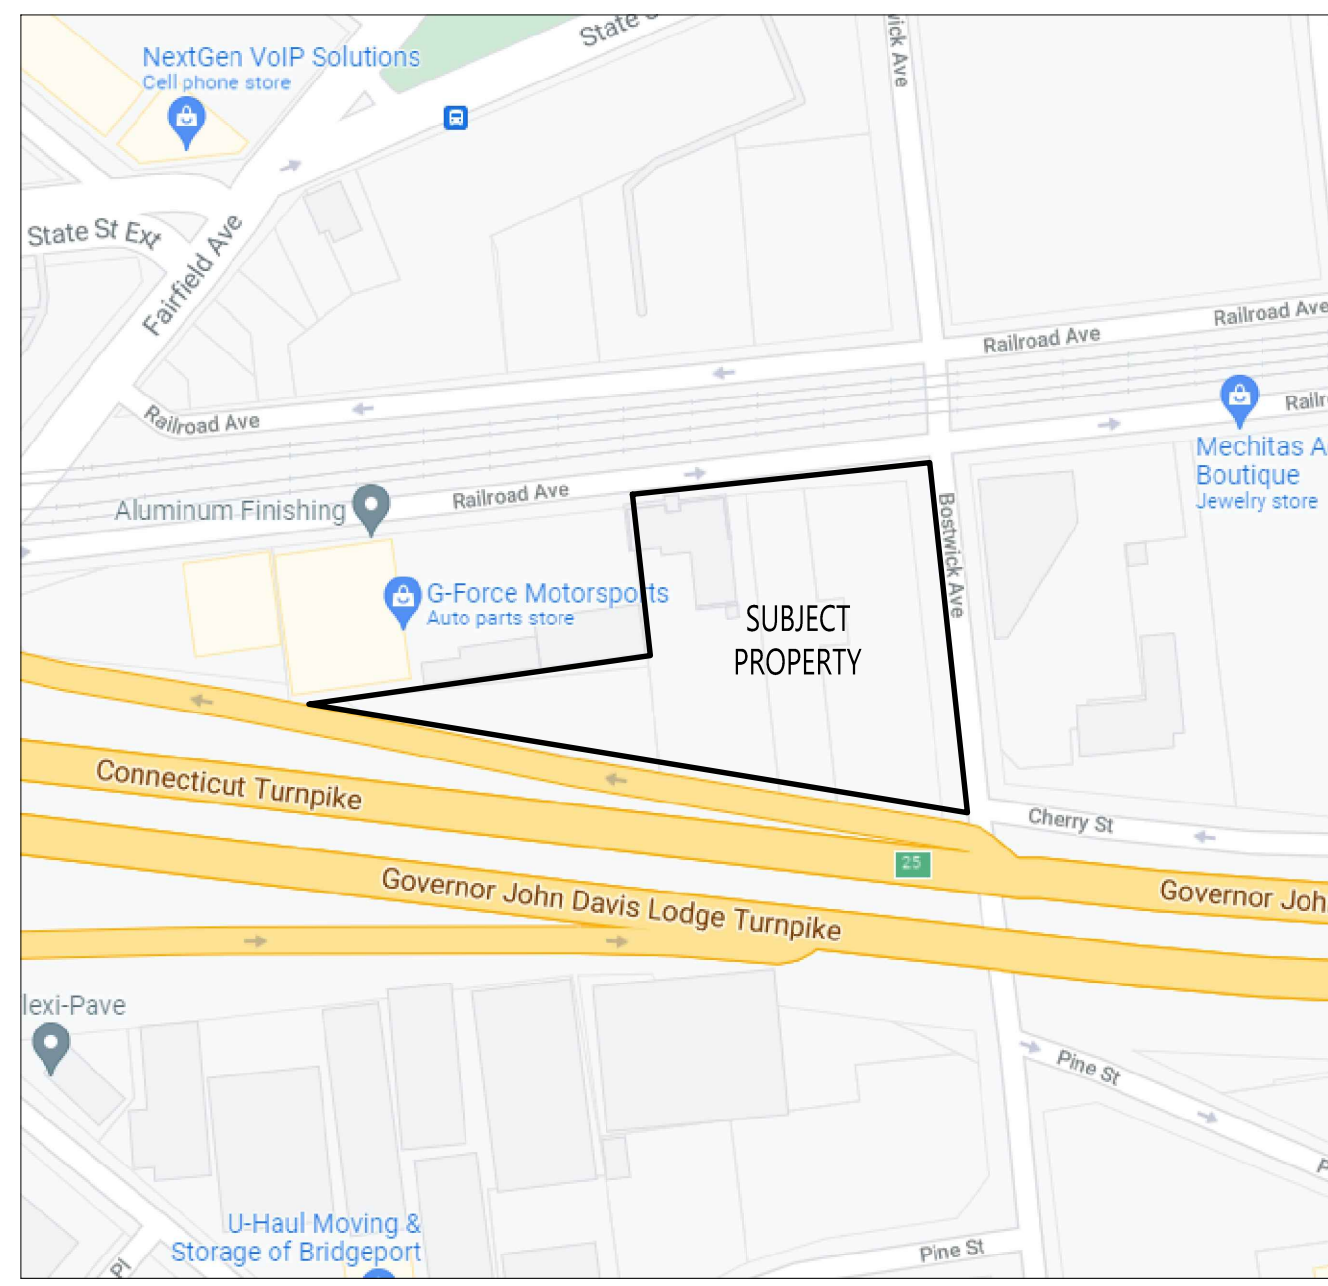 State
NextGen VoIP Solutions
Cell phone store
State St Ext
Fairfield Ave
Railroad Ave
Railroad Ave
Railroad Ave
Aluminum Finishing
Railroad Ave
Mechitas A
Boutique
Jewelry store
G-Force Motorsports
Auto parts store
Bostwick Ave
SUBJECT
PROPERTY
Connecticut Turnpike
Cherry St
25
Governor John Davis Lodge Turnpike
Governor Joh
lexi-Pave
Pine St
U-Haul Moving &
Storage of Bridgeport
Pine St
Pl